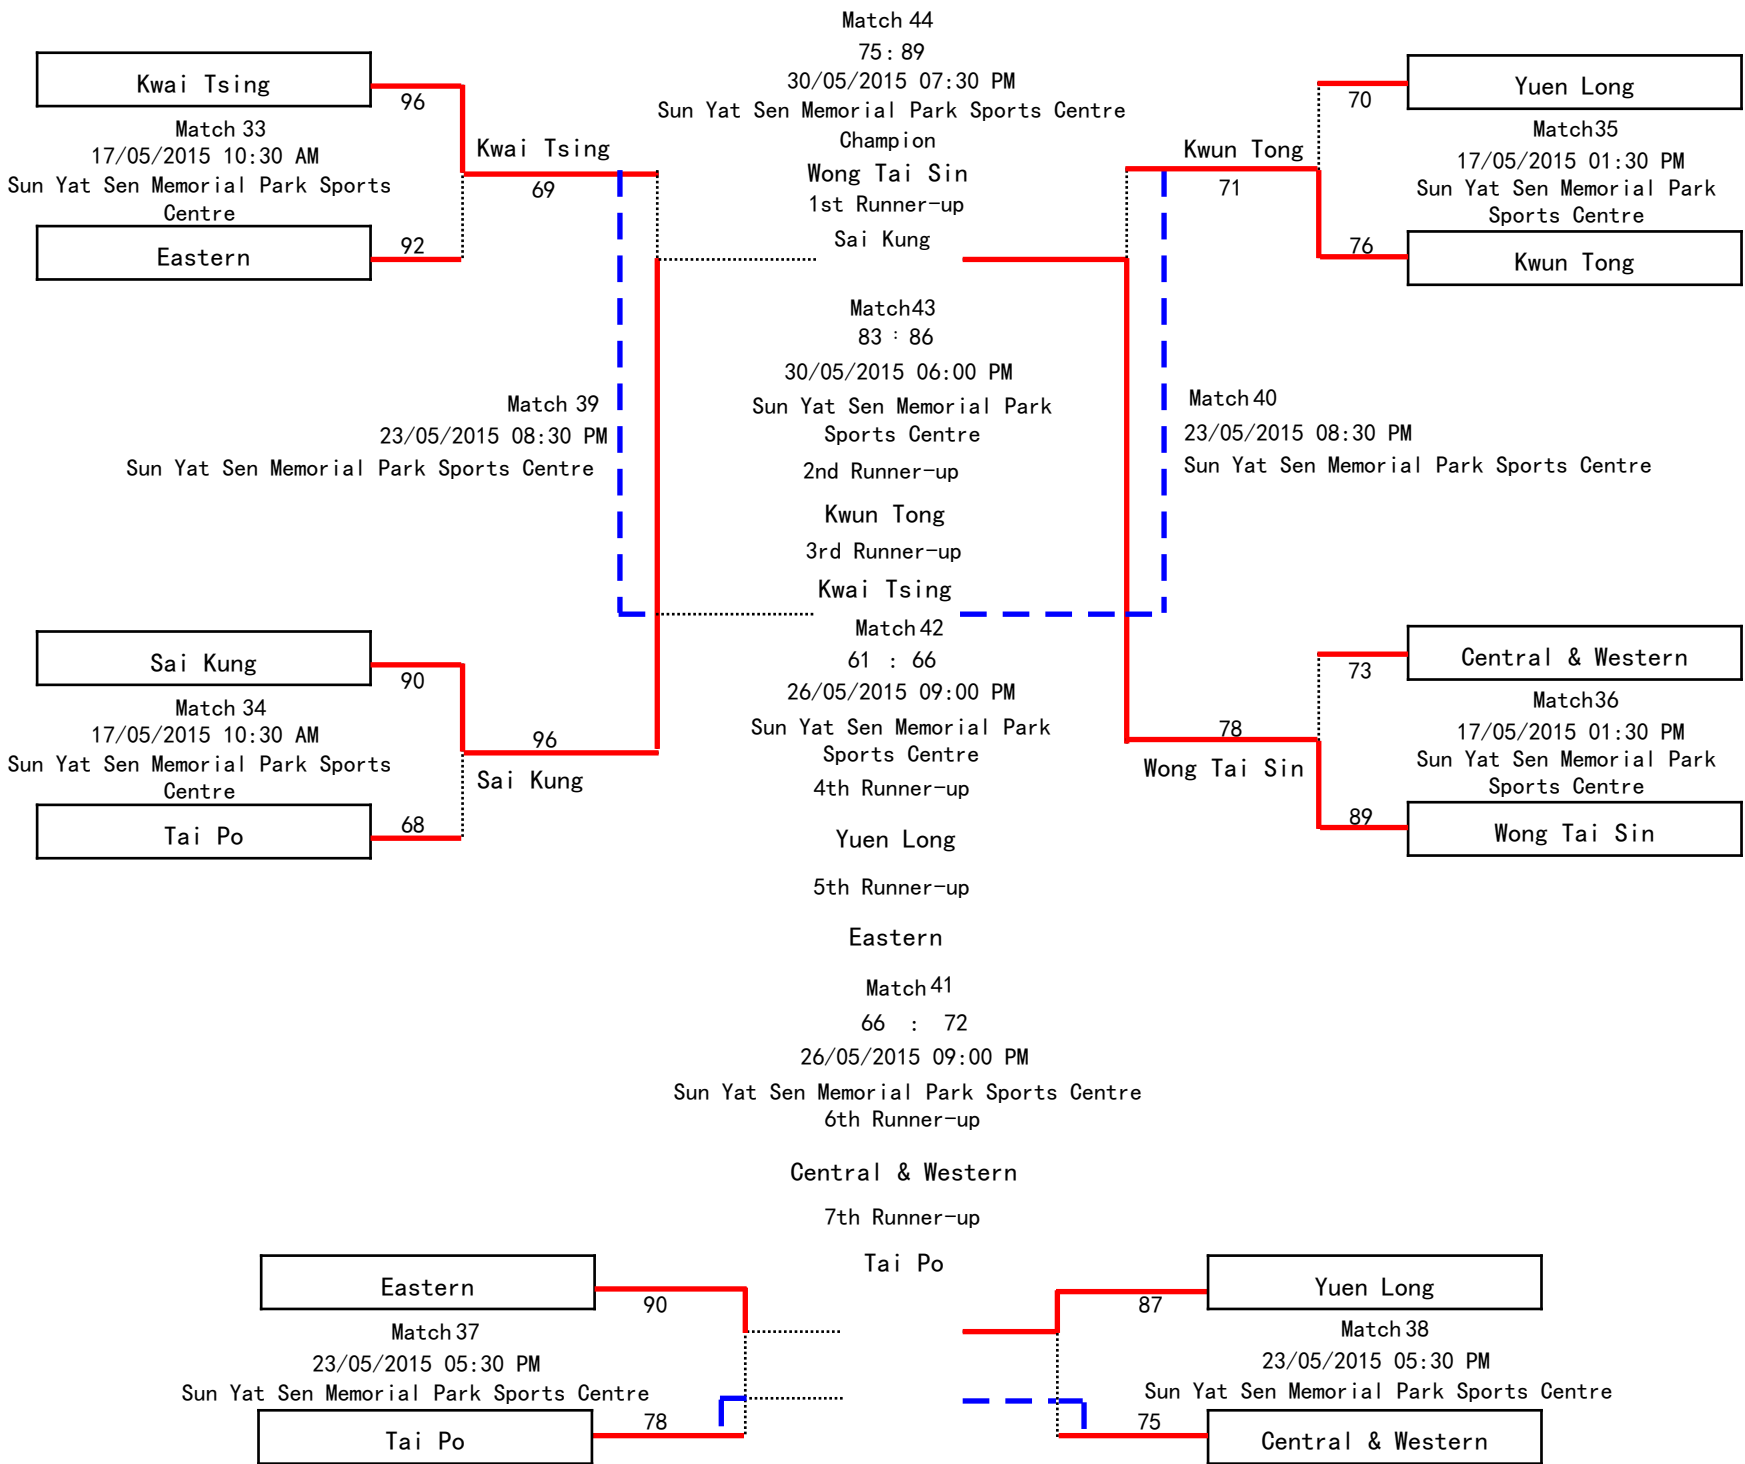 Match 44
75 : 89
30/05/2015 07:30 PM
Sun Yat Sen Memorial Park Sports Centre
Champion
Wong Tai Sin
1st Runner-up
Sai Kung
Kwai Tsing
96
Match 33
17/05/2015 10:30 AM
Sun Yat Sen Memorial Park Sports
Centre
92
Eastern
Kwai Tsing
69
Yuen Long
70
Match35
17/05/2015 01:30 PM
Sun Yat Sen Memorial Park
Sports Centre
76
Kwun Tong
Kwun Tong
71
Match43
83 : 86
30/05/2015 06:00 PM
Sun Yat Sen Memorial Park
Sports Centre
2nd Runner-up
Kwun Tong
3rd Runner-up
Kwai Tsing
Match 39
23/05/2015 08:30 PM
Sun Yat Sen Memorial Park Sports Centre
Match 40
23/05/2015 08:30 PM
Sun Yat Sen Memorial Park Sports Centre
Match 42
61 : 66
26/05/2015 09:00 PM
Sun Yat Sen Memorial Park
Sports Centre
4th Runner-up
Yuen Long
5th Runner-up
Eastern
Sai Kung
90
Match 34
17/05/2015 10:30 AM
Sun Yat Sen Memorial Park Sports
Centre
68
Tai Po
96
Sai Kung
Central & Western
73
Match36
17/05/2015 01:30 PM
Sun Yat Sen Memorial Park
Sports Centre
89
Wong Tai Sin
78
Wong Tai Sin
Match 41
66 : 72
26/05/2015 09:00 PM
Sun Yat Sen Memorial Park Sports Centre
6th Runner-up
Central & Western
7th Runner-up
Tai Po
Eastern
90
Match 37
23/05/2015 05:30 PM
Sun Yat Sen Memorial Park Sports Centre
78
Tai Po
Yuen Long
87
Match 38
23/05/2015 05:30 PM
Sun Yat Sen Memorial Park Sports Centre
75
Central & Western